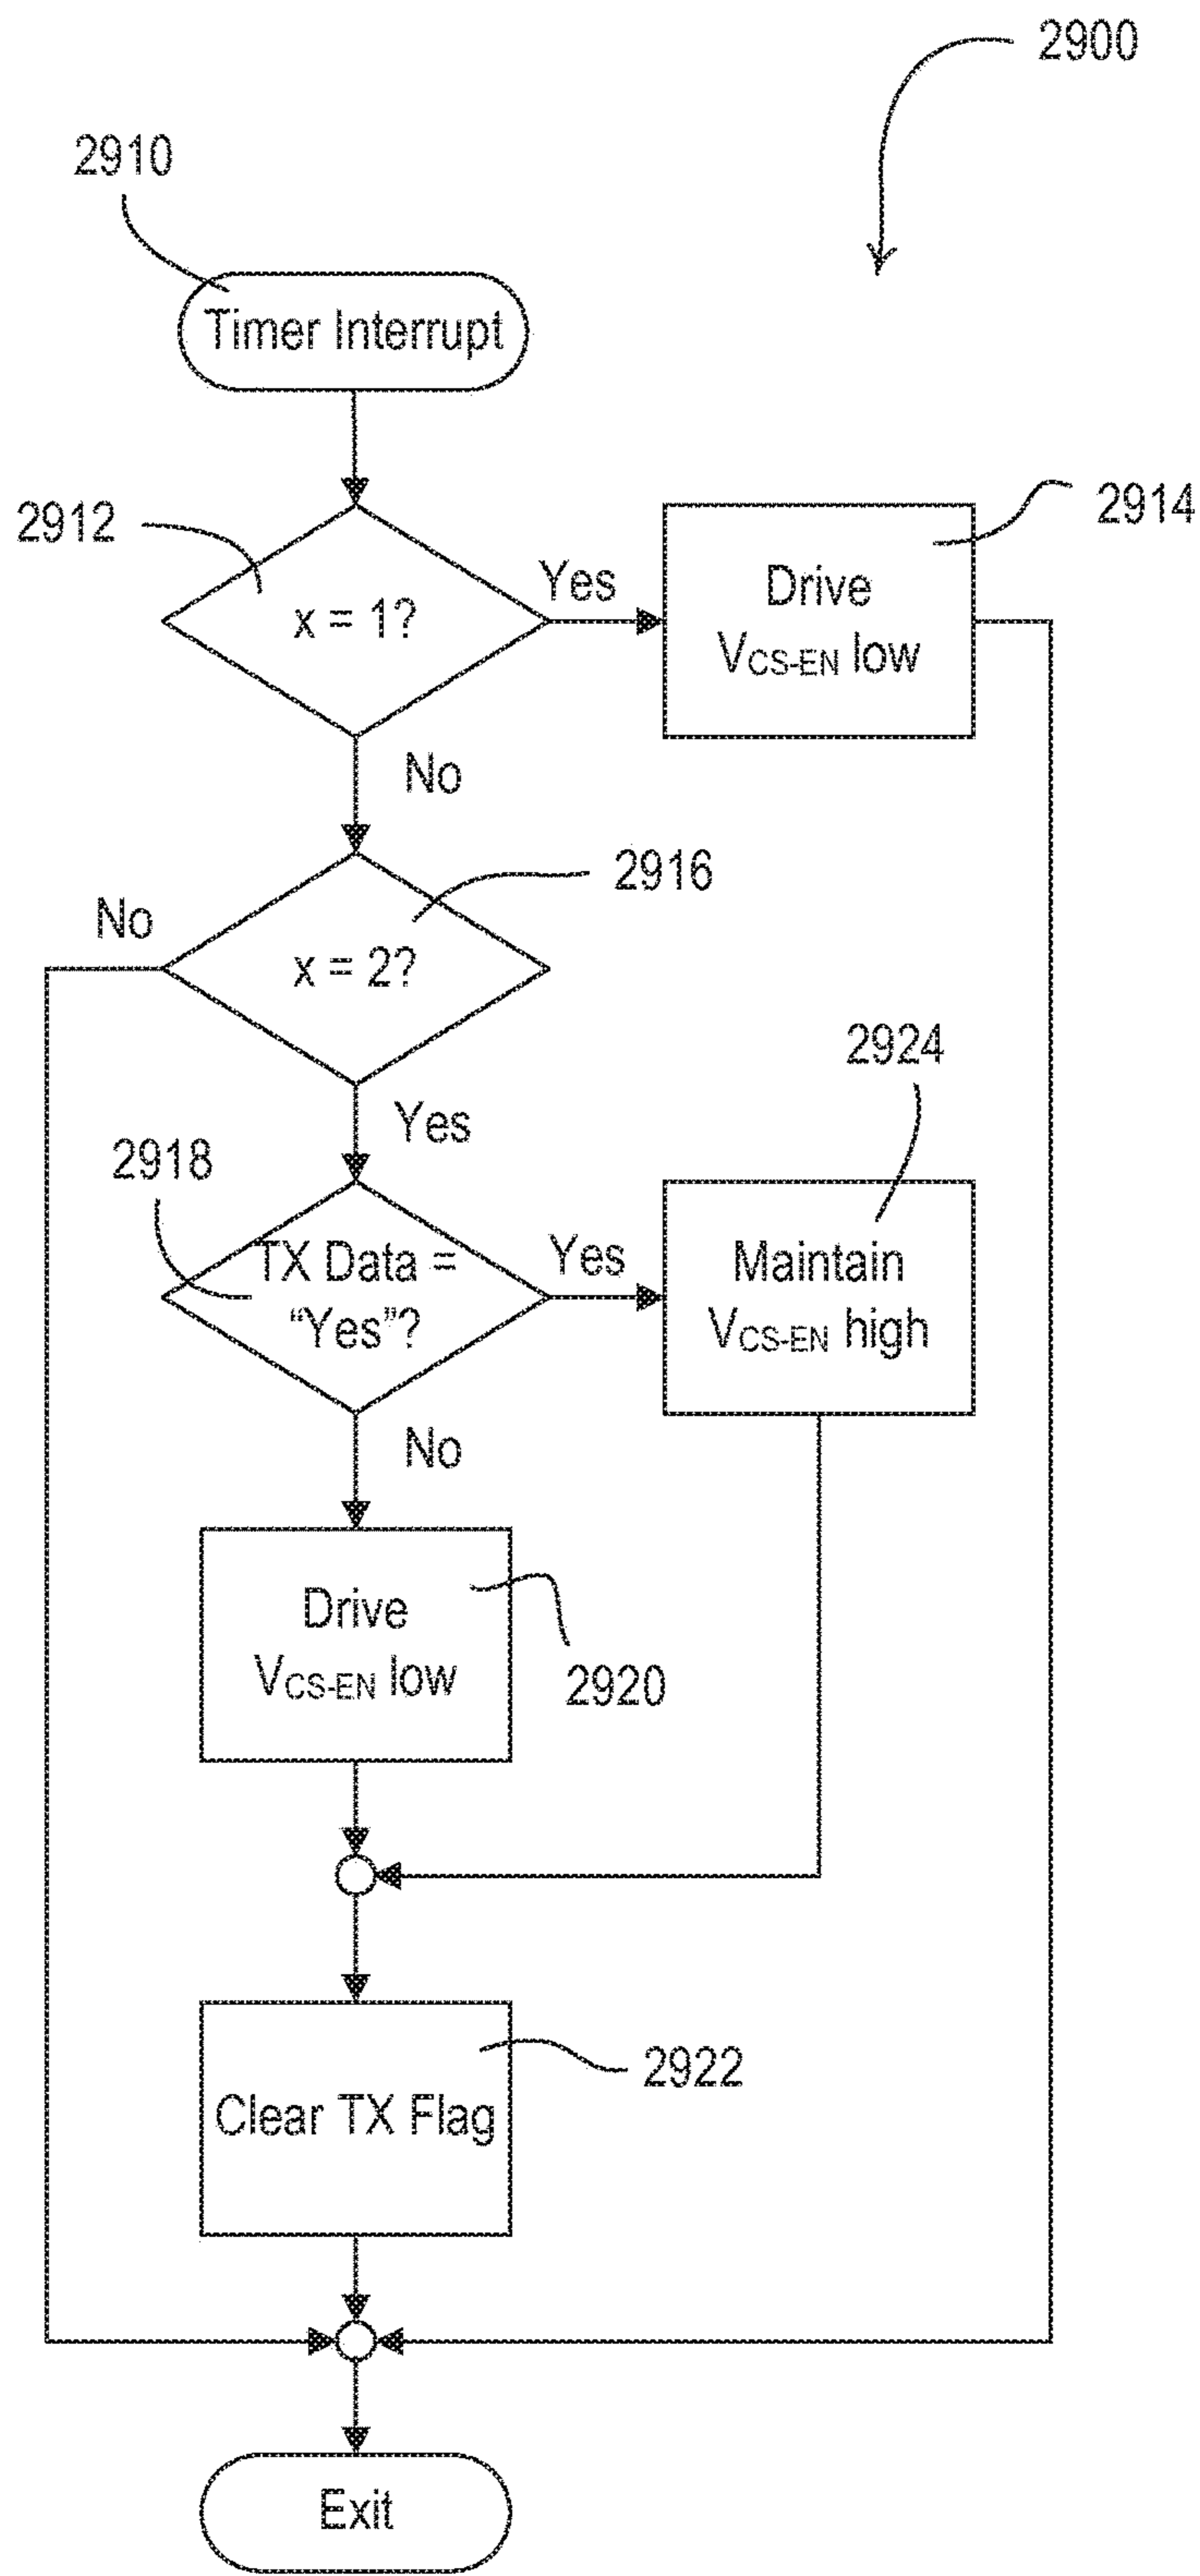 2900
2910
Timer Interrupt
2912
x = 1?
Yes
2914
Drive
VCS-EN low
No
2916
No
x = 2?
Yes
2924
2918
TX Data =
“Yes”?
Yes
Maintain
VCS-EN high
No
Drive
VCS-EN low
2920
2922
Clear TX Flag
Exit